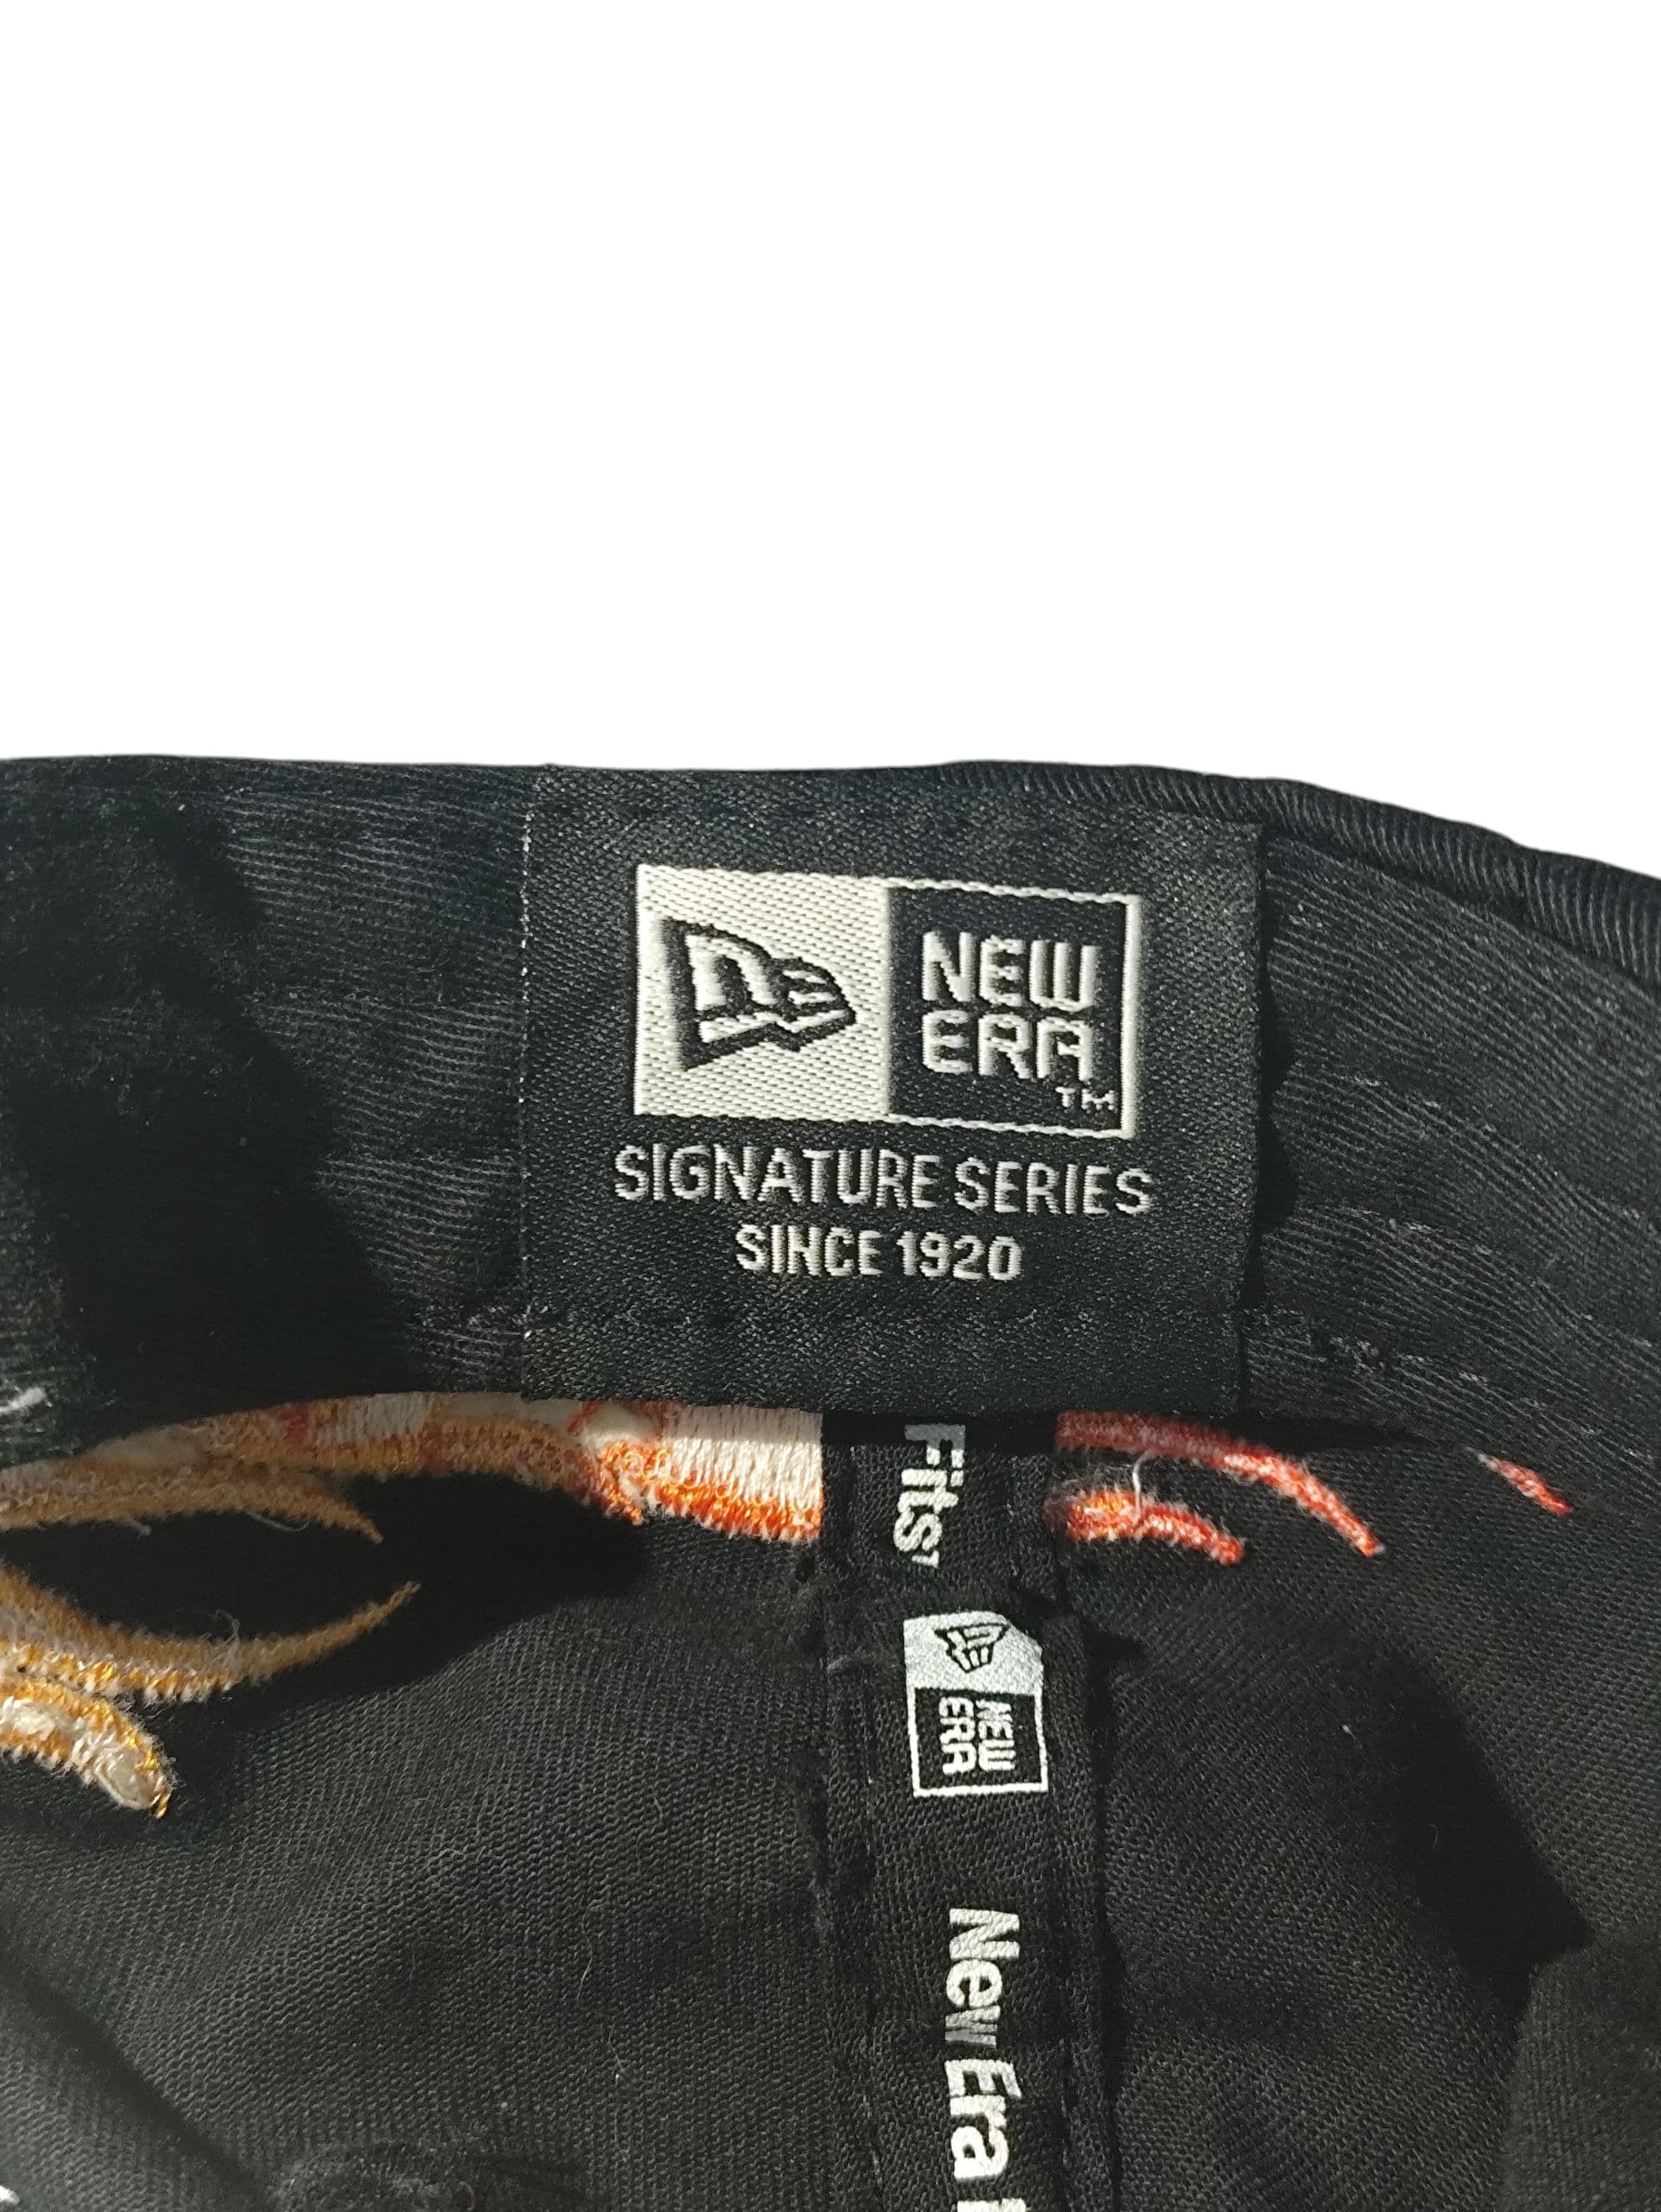 NEW
ERA
TM
SIGNATURE SERIES
SINCE 1920
Fits'
NEW
ERA
New Era